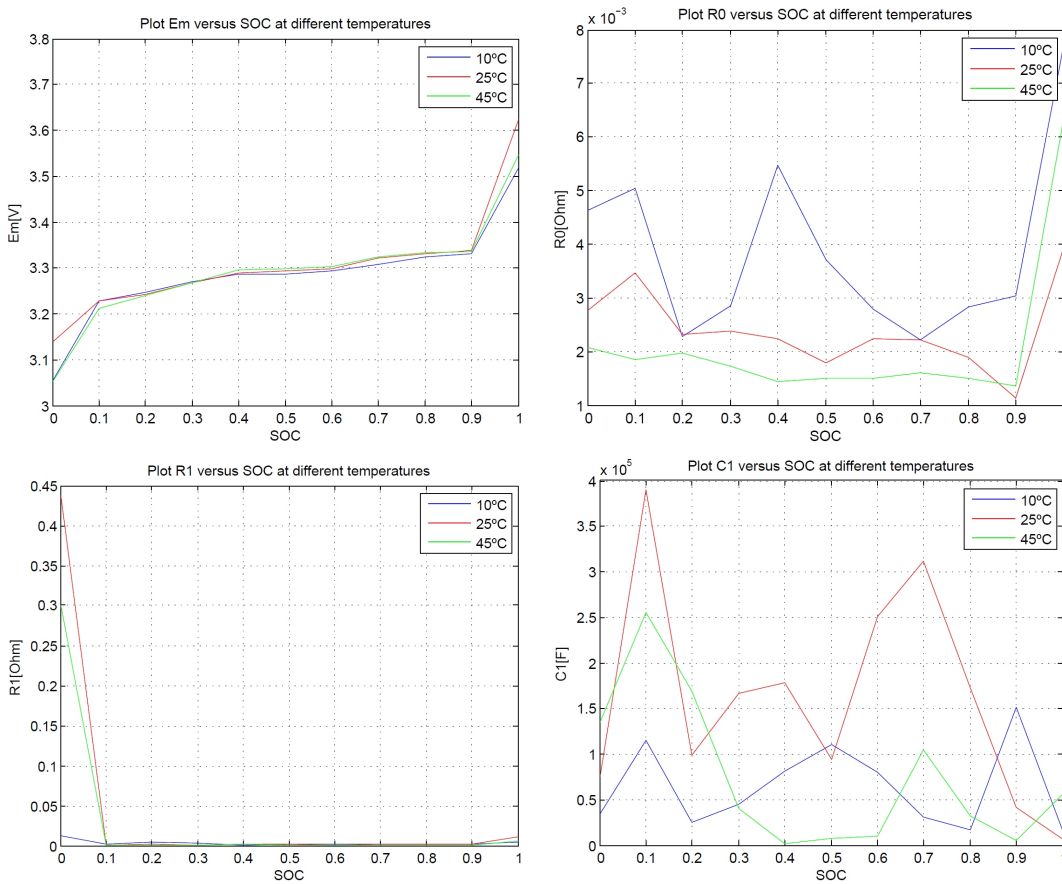 Plot Em versus SOC at different temperatures
3.8
3.7
3.6
3.5
3.4
3.3
3.2
3.1
3
Em[V]
0 0.1 0.2 0.3 0.4 0.5 0.6 0.7 0.8 0.9 1
SOC
10ºC
25ºC
45ºC
Plot R0 versus SOC at different temperatures
x 10⁻³
8
7
6
5
4
3
2
1
R0[Ohm]
0 0.1 0.2 0.3 0.4 0.5 0.6 0.7 0.8 0.9 1
SOC
10ºC
25ºC
45ºC
Plot R1 versus SOC at different temperatures
0.45
0.4
0.35
0.3
0.25
0.2
0.15
0.1
0.05
0
R1[Ohm]
0 0.1 0.2 0.3 0.4 0.5 0.6 0.7 0.8 0.9 1
SOC
10ºC
25ºC
45ºC
Plot C1 versus SOC at different temperatures
x 10⁵
4
3.5
3
2.5
2
1.5
1
0.5
0
C1[F]
0 0.1 0.2 0.3 0.4 0.5 0.6 0.7 0.8 0.9 1
SOC
10ºC
25ºC
45ºC